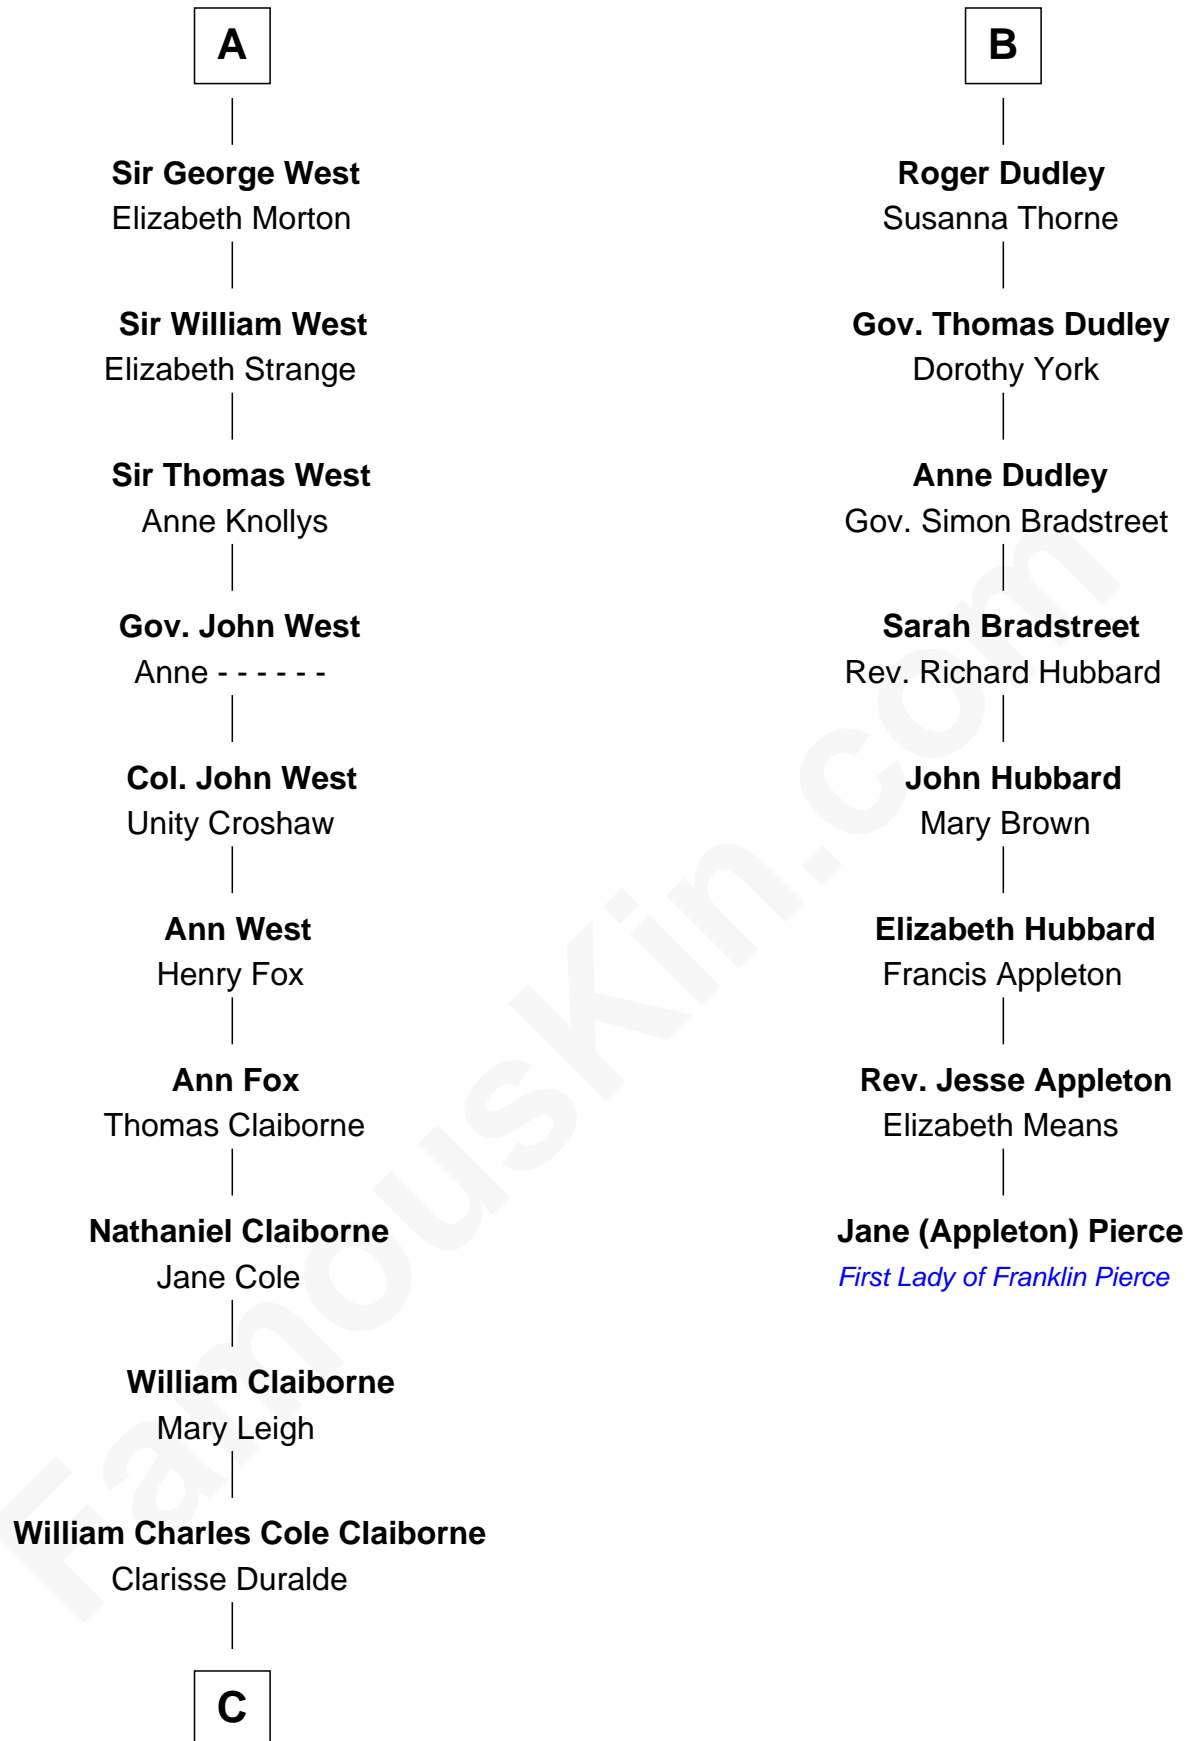 A
Sir George West
Elizabeth Morton
Sir William West
Elizabeth Strange
Sir Thomas West
Anne Knollys
Gov. John West
Anne - - - - - -
Col. John West
Unity Croshaw
Ann West
Henry Fox
Ann Fox
Thomas Claiborne
Nathaniel Claiborne
Jane Cole
William Claiborne
Mary Leigh
William Charles Cole Claiborne
Clarisse Duralde
C
B
Roger Dudley
Susanna Thorne
Gov. Thomas Dudley
Dorothy York
Anne Dudley
Gov. Simon Bradstreet
Sarah Bradstreet
Rev. Richard Hubbard
John Hubbard
Mary Brown
Elizabeth Hubbard
Francis Appleton
Rev. Jesse Appleton
Elizabeth Means
Jane (Appleton) Pierce
First Lady of Franklin Pierce
FamousKin.com